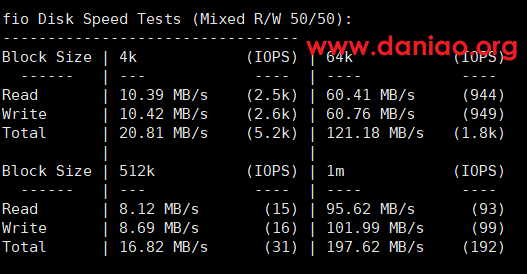 fio Disk Speed Tests (Mixed R/W 50/50):
---------------------------------
www.daniao.org
Block Size | 4k            (IOPS) | 64k           (IOPS)
  ------   | ---            ----  | ----           ----
Read       | 10.39 MB/s    (2.5k) | 60.41 MB/s     (944)
Write      | 10.42 MB/s    (2.6k) | 60.76 MB/s     (949)
Total      | 20.81 MB/s    (5.2k) | 121.18 MB/s   (1.8k)
           |                      |
Block Size | 512k          (IOPS) | 1m            (IOPS)
  ------   | ---            ----  | ----           ----
Read       | 8.12 MB/s       (15) | 95.62 MB/s      (93)
Write      | 8.69 MB/s       (16) | 101.99 MB/s     (99)
Total      | 16.82 MB/s      (31) | 197.62 MB/s    (192)